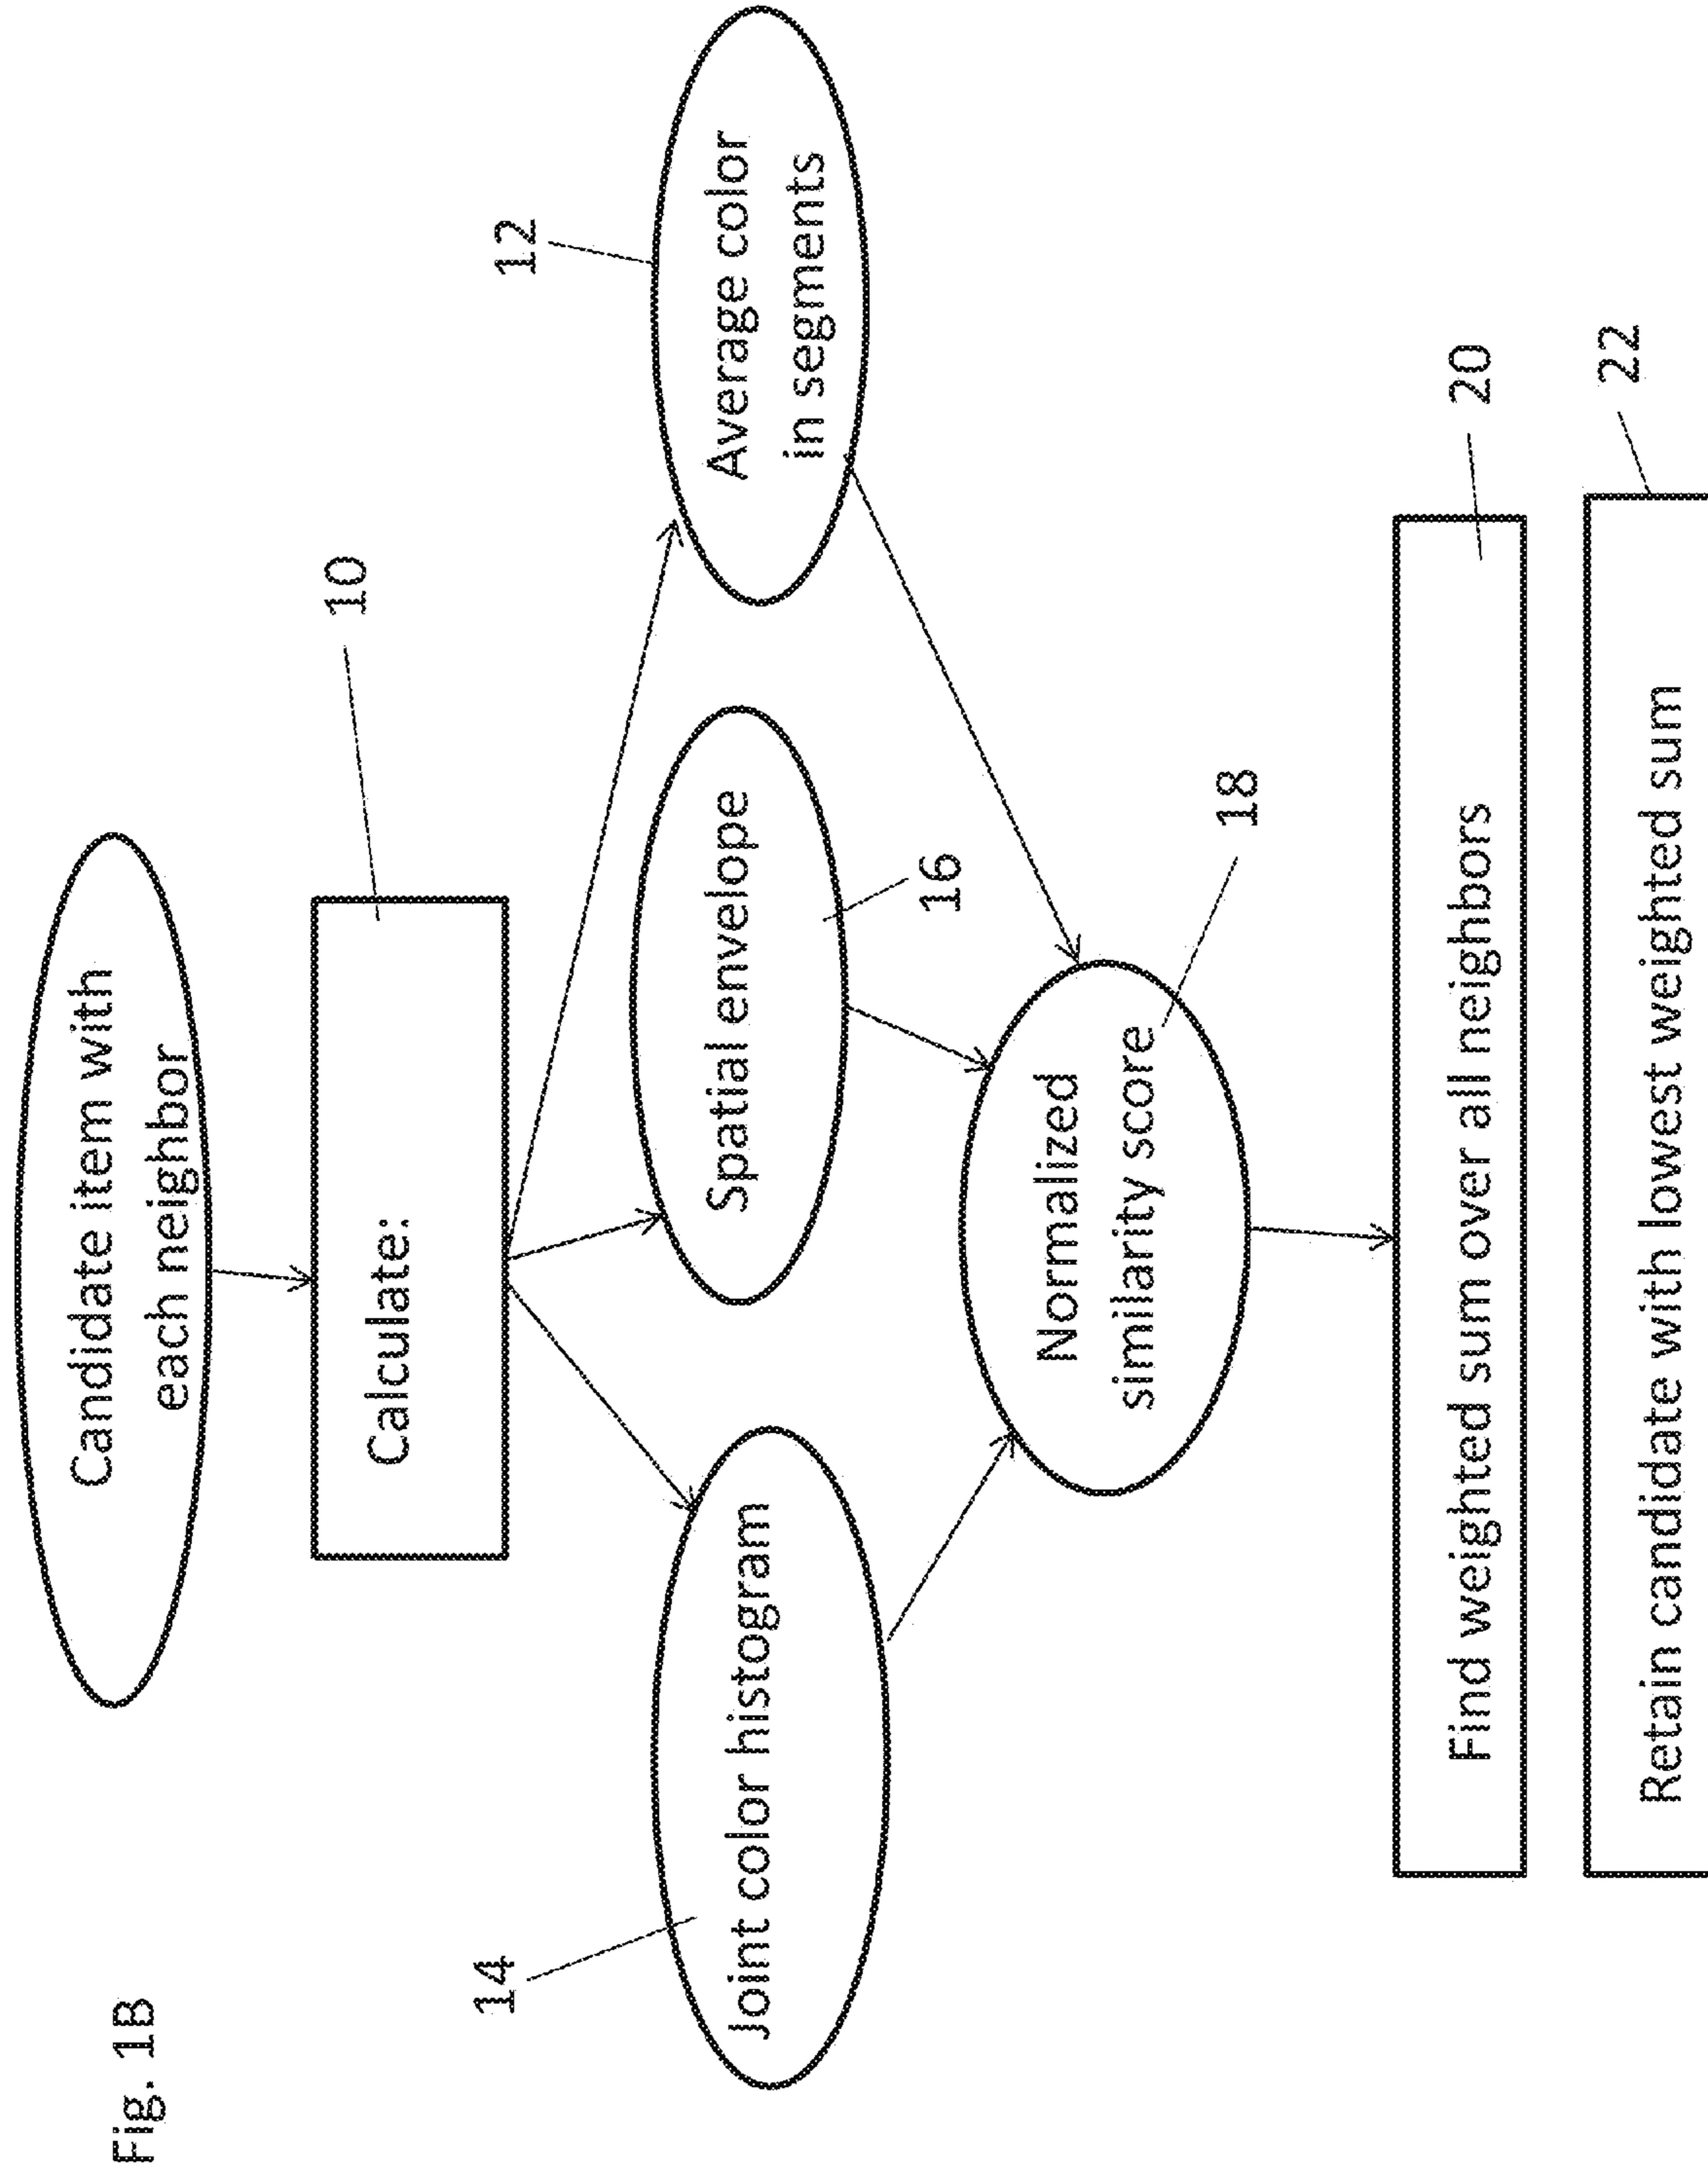 Fig. 1B
Candidate item with
each neighbor
10
Calculate:
14
12
Joint color histogram
Spatial envelope
Average color
in segments
16
Normalized
similarity score
18
20
Find weighted sum over all neighbors
22
Retain candidate with lowest weighted sum